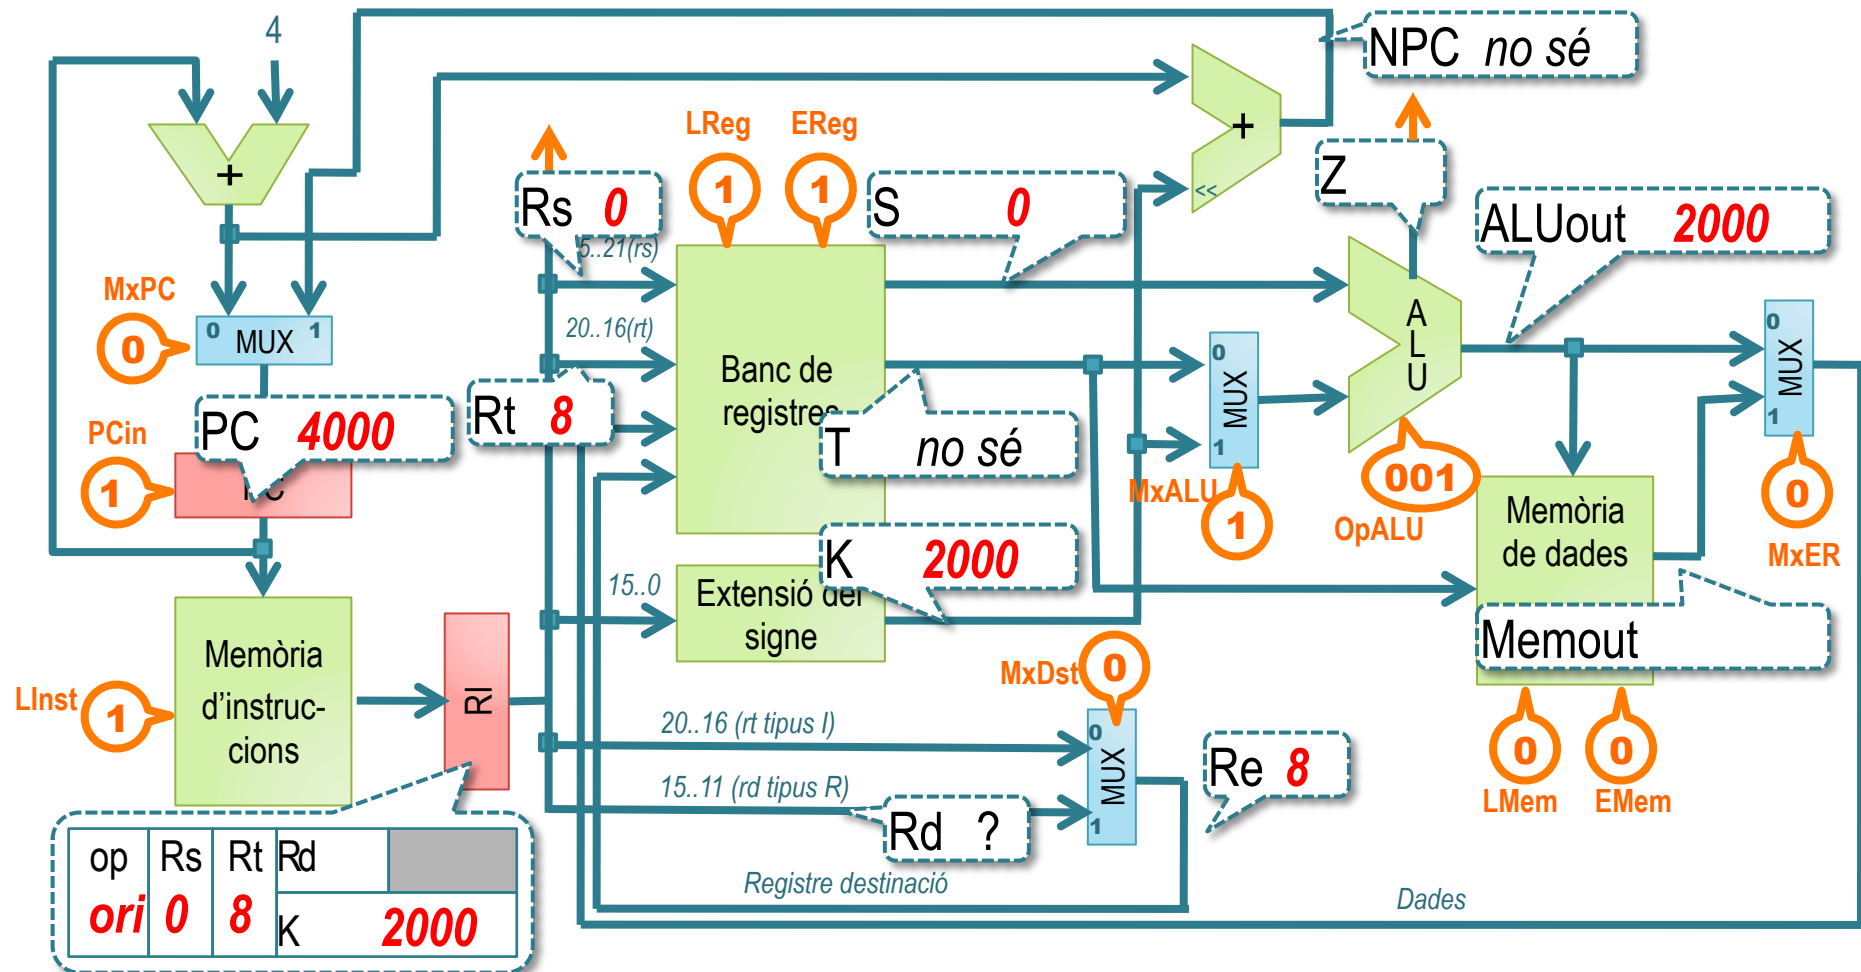 4
NPC no sé
+
LReg
EReg
1
1
+
<<
Z
Rs 0
S 0
ALUout 2000
5..21(rs)
MxPC
0
0 MUX 1
20..16(rt)
Banc de
registres
0
MUX
1
A
L
U
0
MUX
1
PC 4000
PCin
1
Rt 8
T no sé
MxALU
1
001
OpALU
0
MxER
Memòria
de dades
K 2000
15..0
Extensió del
signe
Memout
Memòria
d'instruc-
cions
LInst
1
RI
MxDst
0
20..16 (rt tipus I)
0
MUX
1
Re 8
0
0
LMem
EMem
15..11 (rd tipus R)
Rd ?
op Rs Rt Rd
ori 0 8 K 2000
Registre destinació
Dades